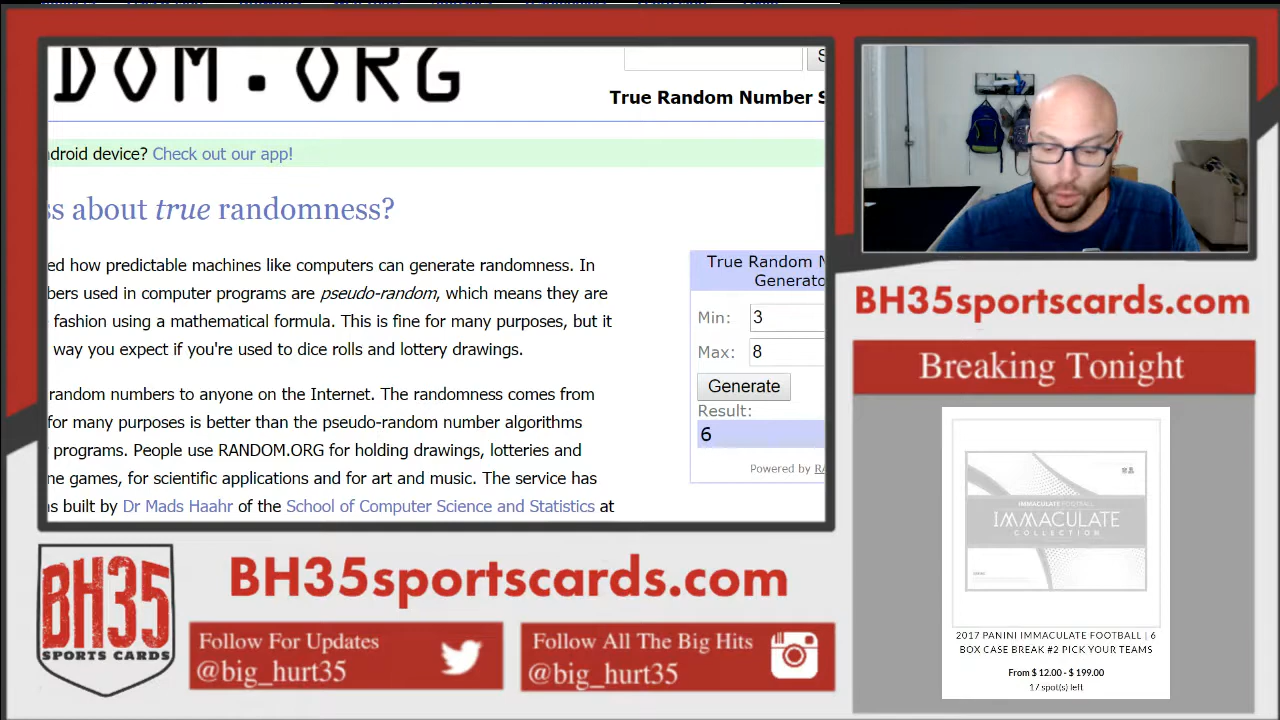 DOM.ORG
True Random Number S
droid device? Check out our app!
ss about true randomness?
ed how predictable machines like computers can generate randomness. In
bers used in computer programs are pseudo-random, which means they are
fashion using a mathematical formula. This is fine for many purposes, but it
way you expect if you're used to dice rolls and lottery drawings.
random numbers to anyone on the Internet. The randomness comes from
for many purposes is better than the pseudo-random number algorithms
programs. People use RANDOM.ORG for holding drawings, lotteries and
ne games, for scientific applications and for art and music. The service has
s built by Dr Mads Haahr of the School of Computer Science and Statistics at
True Random N
Generato
Min: 3
Max: 8
Generate
Result:
6
Powered by RA
BH35sportscards.com
Breaking Tonight
IMMACULATE FOOTBALL
IMMACULATE
COLLECTION
2017 PANINI IMMACULATE FOOTBALL | 6
BOX CASE BREAK #2 PICK YOUR TEAMS
From $ 12.00 - $ 199.00
17 spot(s) left
BH35
SPORTS CARDS
BH35sportscards.com
Follow For Updates
@big_hurt35
Follow All The Big Hits
@big_hurt35